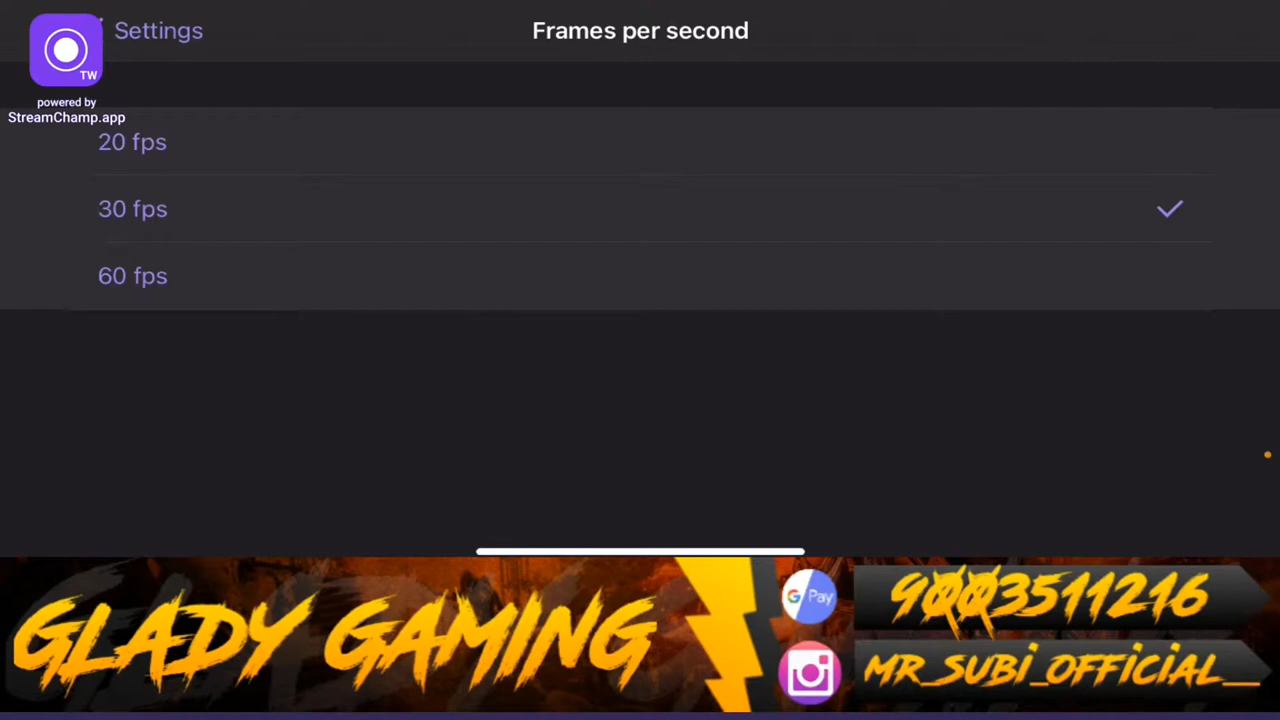 Settings
Frames per second
TW
powered by
StreamChamp.app
20 fps
30 fps
60 fps
GLADY GAMING
G Pay
9003511216
MR_SUBI_OFFICIAL__